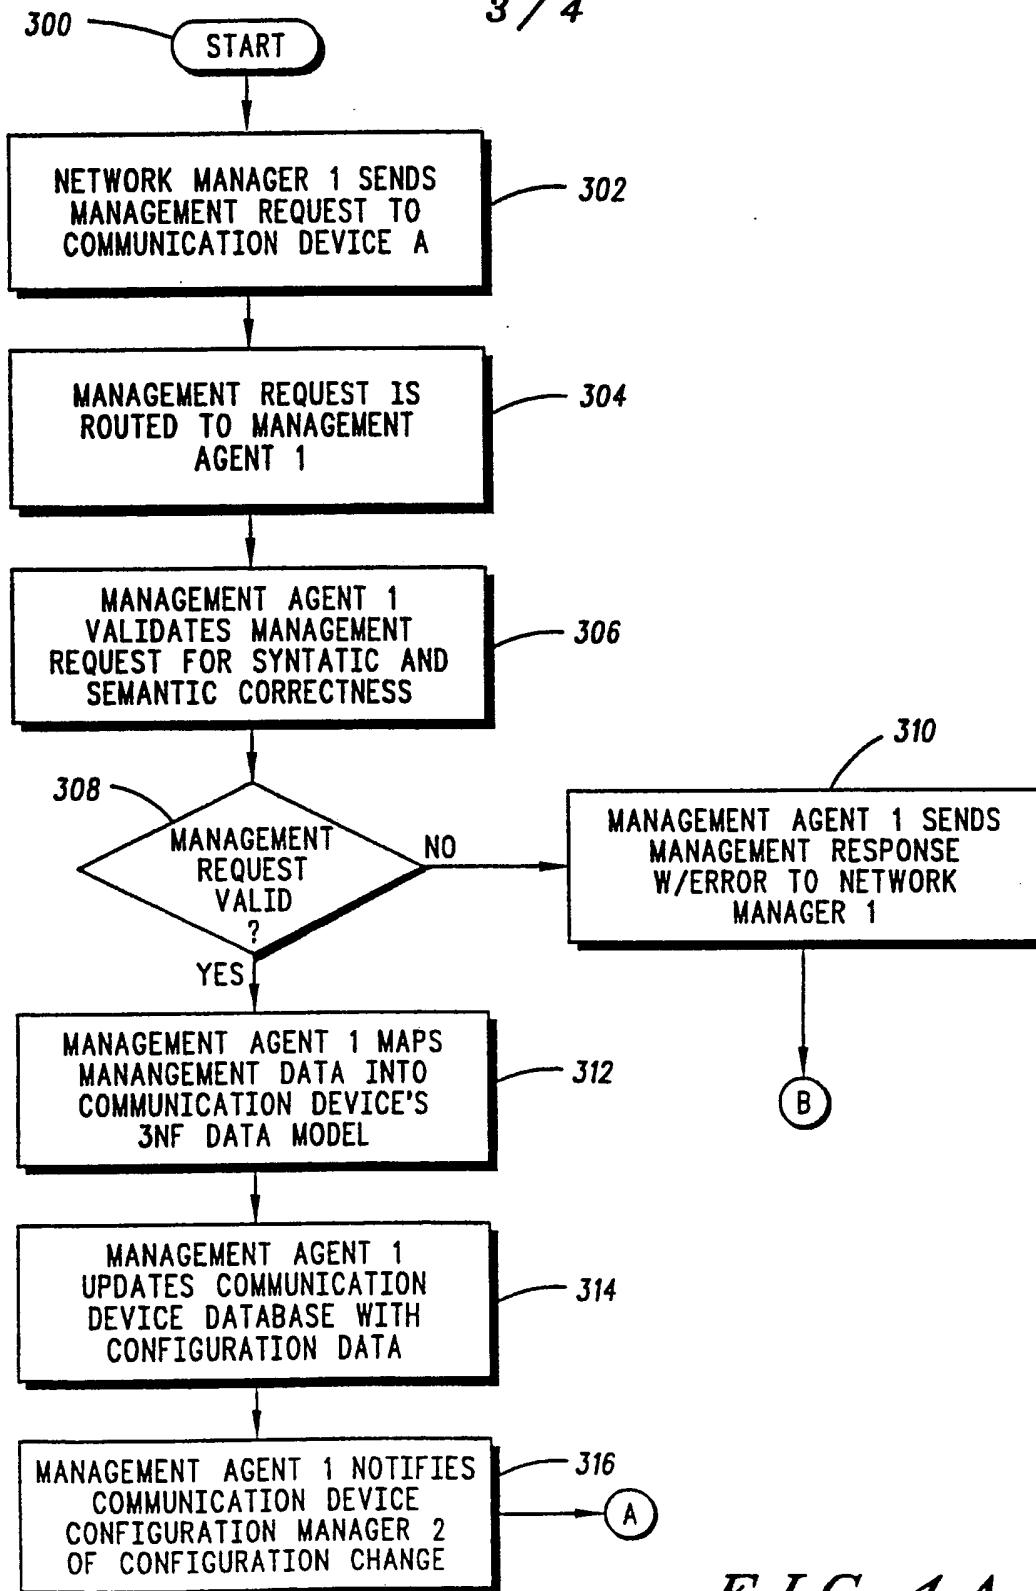 3/4
300
START
NETWORK MANAGER 1 SENDS
MANAGEMENT REQUEST TO
COMMUNICATION DEVICE A
302
MANAGEMENT REQUEST IS
ROUTED TO MANAGEMENT
AGENT 1
304
MANAGEMENT AGENT 1
VALIDATES MANAGEMENT
REQUEST FOR SYNTATIC AND
SEMANTIC CORRECTNESS
306
308
MANAGEMENT
REQUEST
VALID
?
NO
YES
310
MANAGEMENT AGENT 1 SENDS
MANAGEMENT RESPONSE
W/ERROR TO NETWORK
MANAGER 1
B
MANAGEMENT AGENT 1 MAPS
MANANGEMENT DATA INTO
COMMUNICATION DEVICE'S
3NF DATA MODEL
312
MANAGEMENT AGENT 1
UPDATES COMMUNICATION
DEVICE DATABASE WITH
CONFIGURATION DATA
314
MANAGEMENT AGENT 1 NOTIFIES
COMMUNICATION DEVICE
CONFIGURATION MANAGER 2
OF CONFIGURATION CHANGE
316
A
FIG. 4A